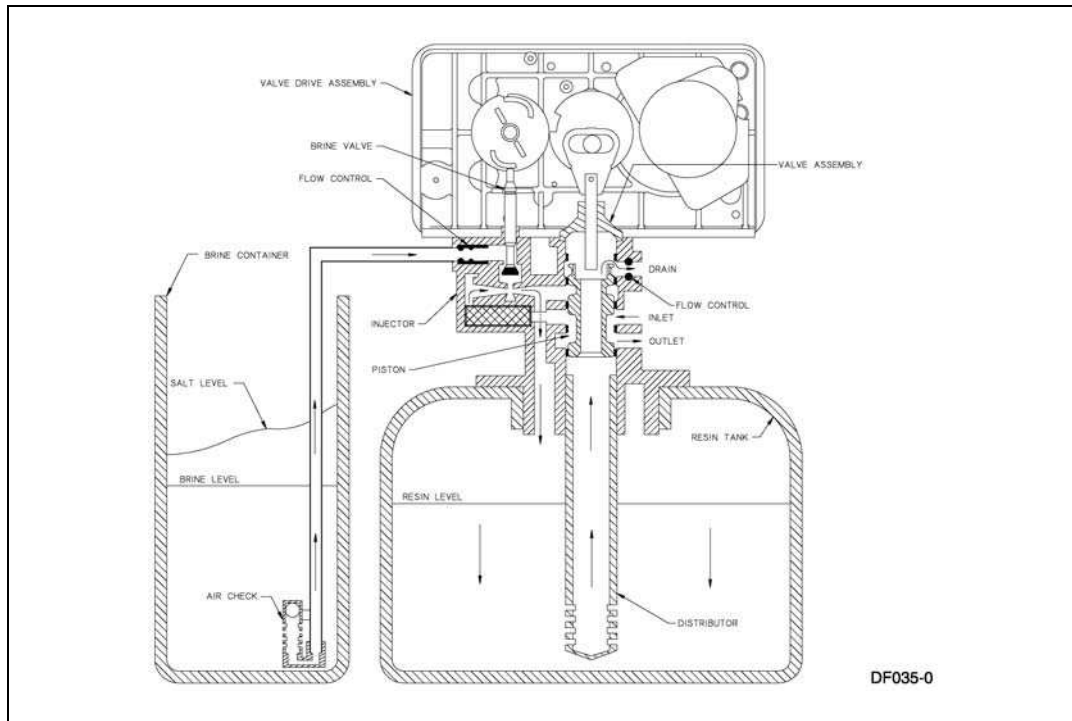 VALVE DRIVE ASSEMBLY
BRINE VALVE
FLOW CONTROL
VALVE ASSEMBLY
BRINE CONTAINER
DRAIN
FLOW CONTROL
INJECTOR
INLET
OUTLET
PISTON
SALT LEVEL
RESIN TANK
BRINE LEVEL
RESIN LEVEL
AIR CHECK
DISTRIBUTOR
DF035-0